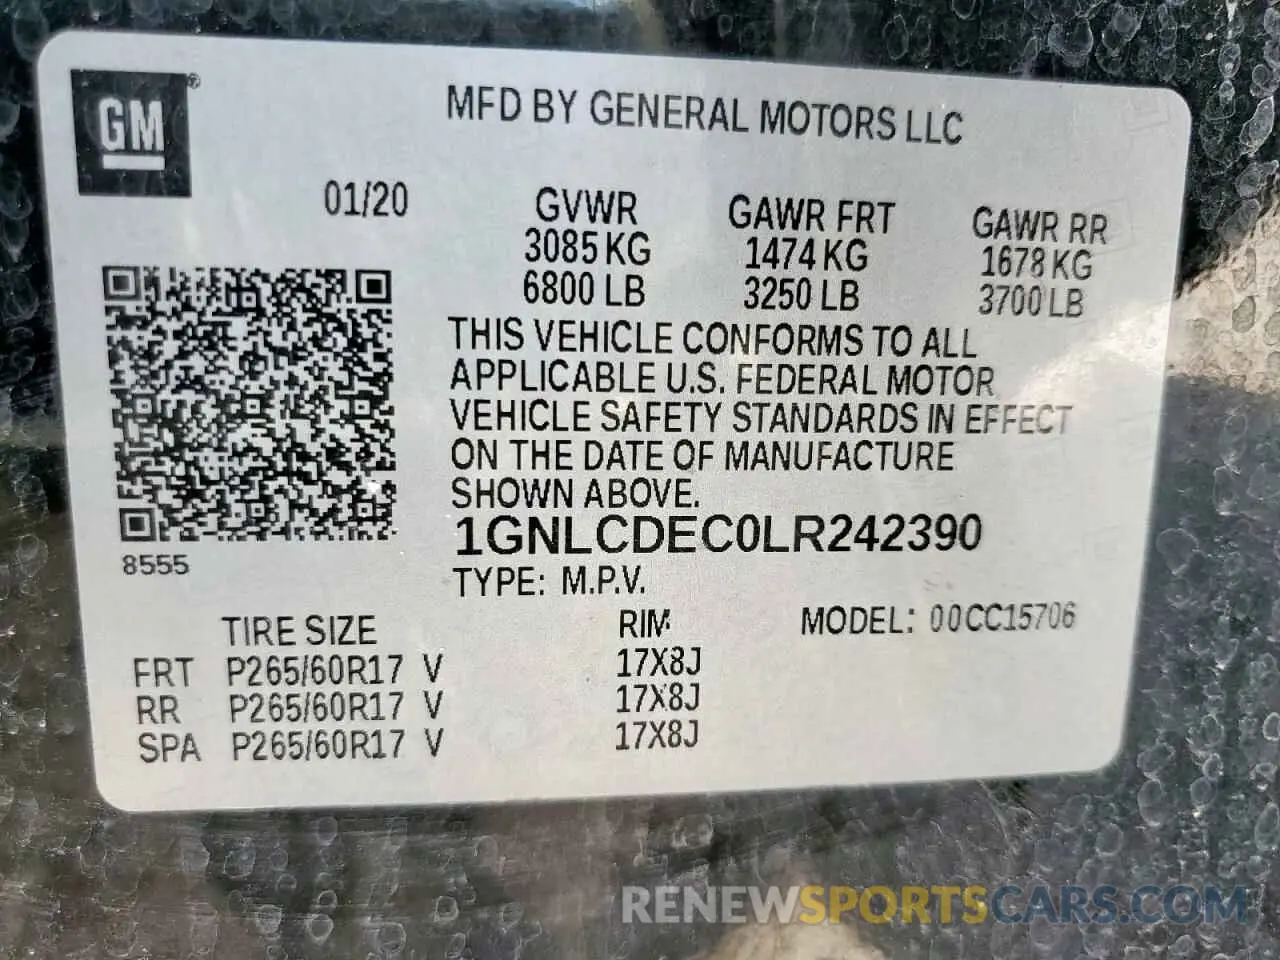 GM
MFD BY GENERAL MOTORS LLC
01/20
GVWR GAWR FRT GAWR RR
3085 KG 1474 KG 1678 KG
6800 LB 3250 LB 3700 LB
THIS VEHICLE CONFORMS TO ALL
APPLICABLE U.S. FEDERAL MOTOR
VEHICLE SAFETY STANDARDS IN EFFECT
ON THE DATE OF MANUFACTURE
SHOWN ABOVE.
1GNLCDEC0LR242390
8555
TYPE: M.P.V.
TIRE SIZE RIM MODEL: 00CC15706
FRT P265/60R17 V 17X8J
RR P265/60R17 V 17X8J
SPA P265/60R17 V 17X8J
RENEWSPORTSCARS.COM